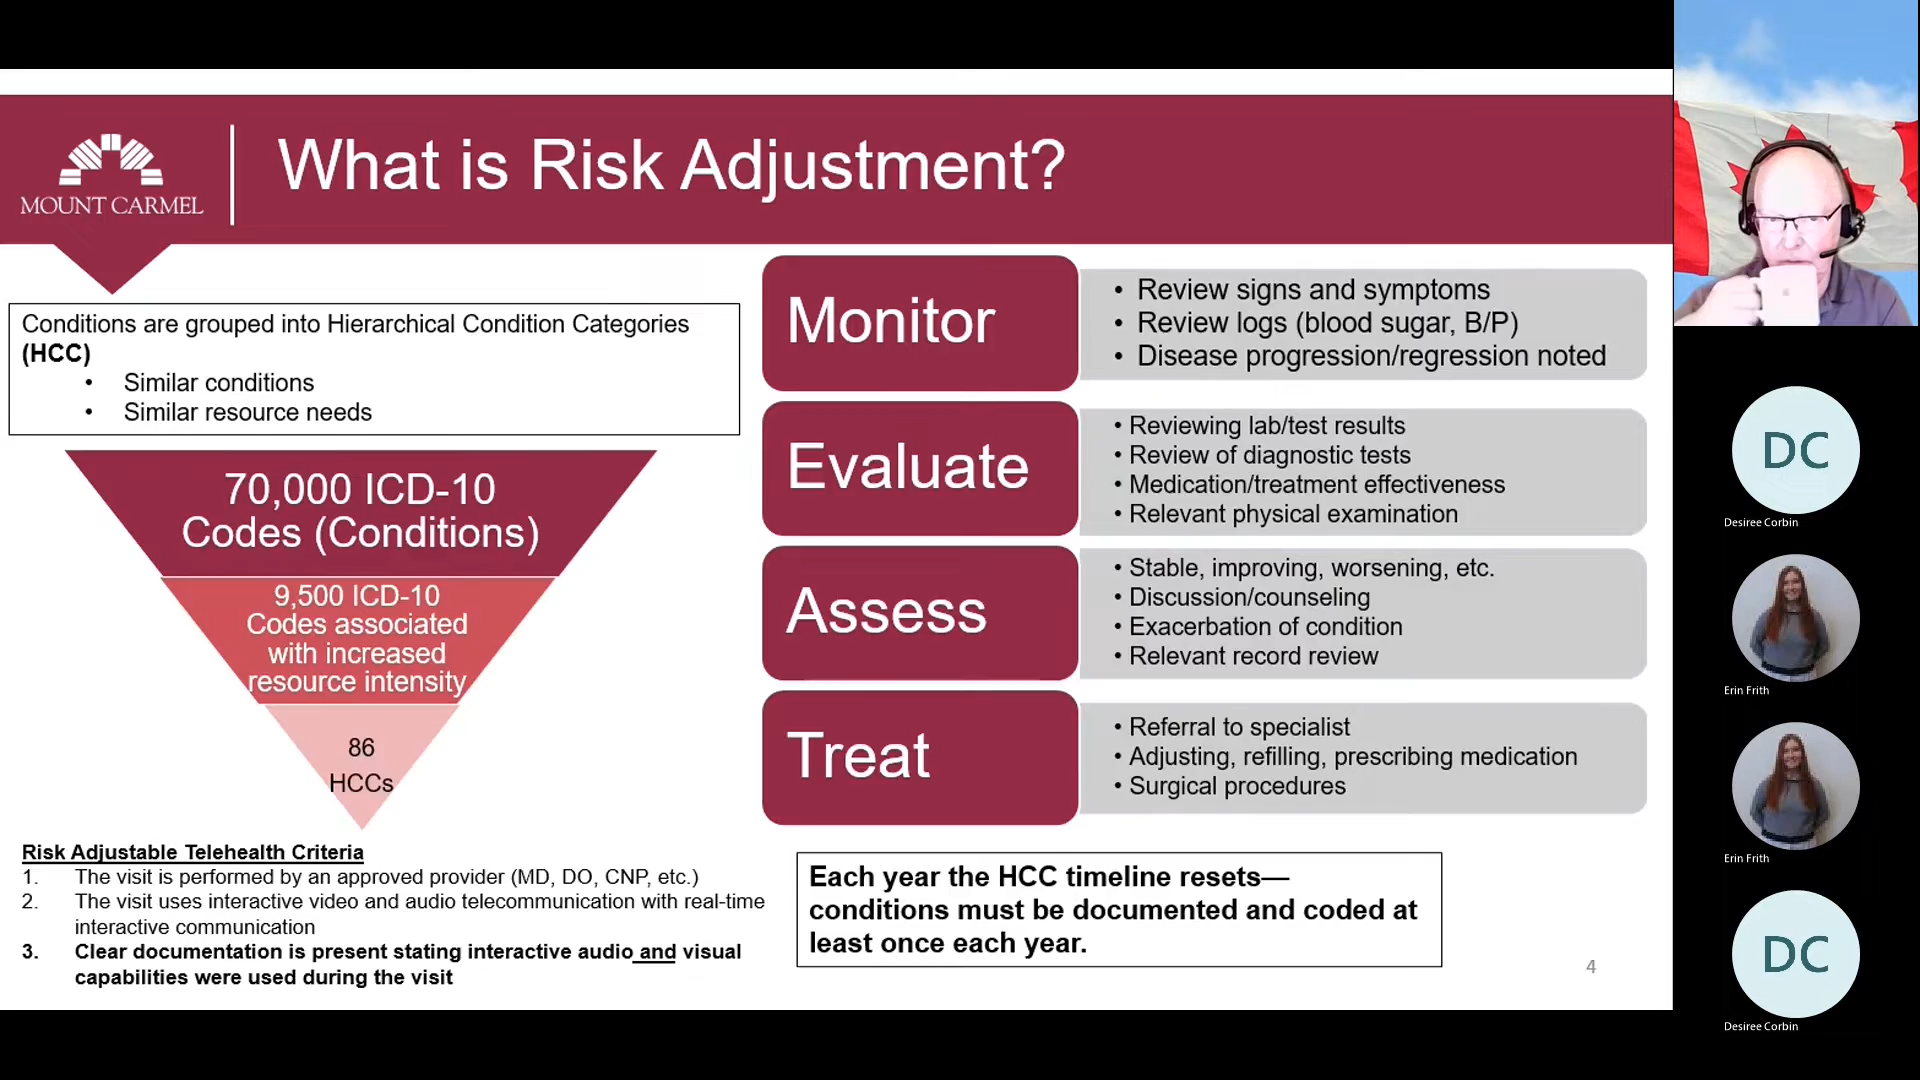 MOUNT CARMEL
What is Risk Adjustment?
Conditions are grouped into Hierarchical Condition Categories
(HCC)
• Similar conditions
• Similar resource needs
70,000 ICD-10
Codes (Conditions)
9,500 ICD-10
Codes associated
with increased
resource intensity
86
HCCs
Risk Adjustable Telehealth Criteria
1. The visit is performed by an approved provider (MD, DO, CNP, etc.)
2. The visit uses interactive video and audio telecommunication with real-time
interactive communication
3. Clear documentation is present stating interactive audio and visual
capabilities were used during the visit
Monitor
• Review signs and symptoms
• Review logs (blood sugar, B/P)
• Disease progression/regression noted
Evaluate
• Reviewing lab/test results
• Review of diagnostic tests
• Medication/treatment effectiveness
• Relevant physical examination
Assess
• Stable, improving, worsening, etc.
• Discussion/counseling
• Exacerbation of condition
• Relevant record review
Treat
• Referral to specialist
• Adjusting, refilling, prescribing medication
• Surgical procedures
Each year the HCC timeline resets—
conditions must be documented and coded at
least once each year.
4
DC
Desiree Corbin
Erin Frith
Erin Frith
DC
Desiree Corbin